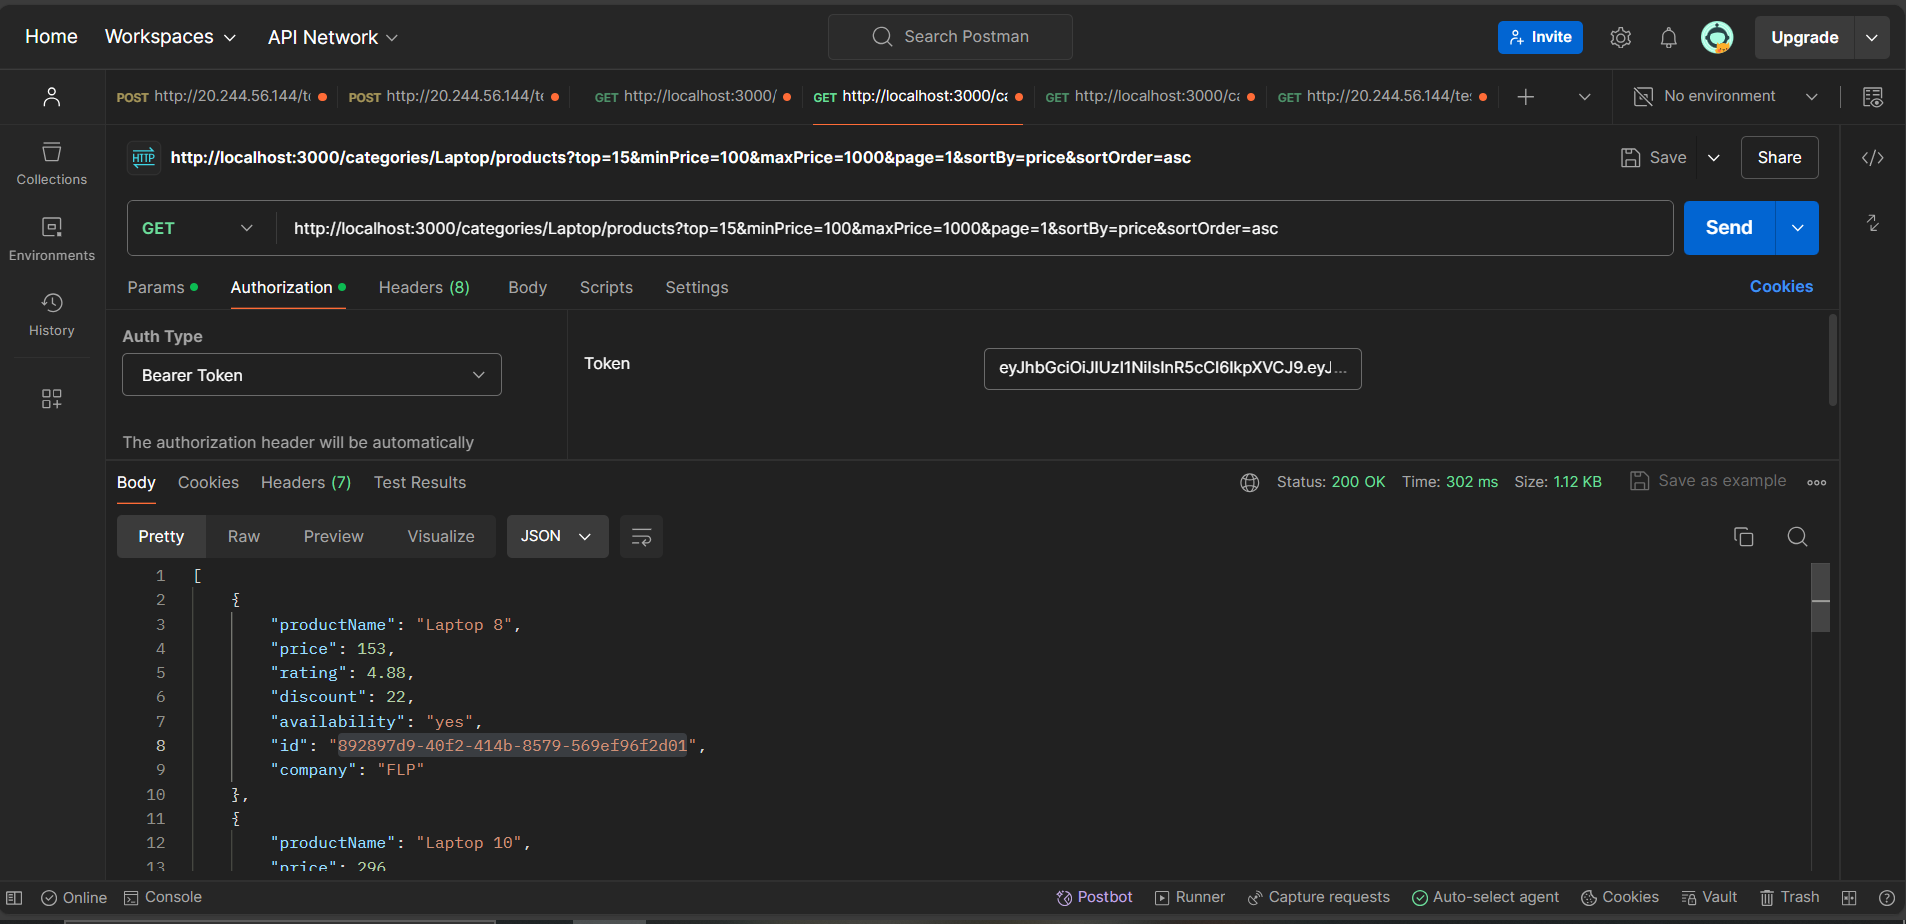 Home Workspaces API Network Search Postman Invite Upgrade
POST http://20.244.56.144/te POST http://20.244.56.144/te GET http://localhost:3000/ GET http://localhost:3000/ca GET http://localhost:3000/ca GET http://20.244.56.144/tes No environment
HTTP http://localhost:3000/categories/Laptop/products?top=15&minPrice=100&maxPrice=1000&page=1&sortBy=price&sortOrder=asc Save Share
Collections
GET http://localhost:3000/categories/Laptop/products?top=15&minPrice=100&maxPrice=1000&page=1&sortBy=price&sortOrder=asc Send
Environments
Params Authorization Headers (8) Body Scripts Settings Cookies
History
Auth Type
Bearer Token
Token eyJhbGciOiJIUzI1NiIsInR5cCI6IkpXVCJ9.eyJ...
The authorization header will be automatically
Body Cookies Headers (7) Test Results Status: 200 OK Time: 302 ms Size: 1.12 KB Save as example
Pretty Raw Preview Visualize JSON
1 [
2 {
3 "productName": "Laptop 8",
4 "price": 153,
5 "rating": 4.88,
6 "discount": 22,
7 "availability": "yes",
8 "id": "892897d9-40f2-414b-8579-569ef96f2d01",
9 "company": "FLP"
10 },
11 {
12 "productName": "Laptop 10",
13 "price": 296
Online Console Postbot Runner Capture requests Auto-select agent Cookies Vault Trash